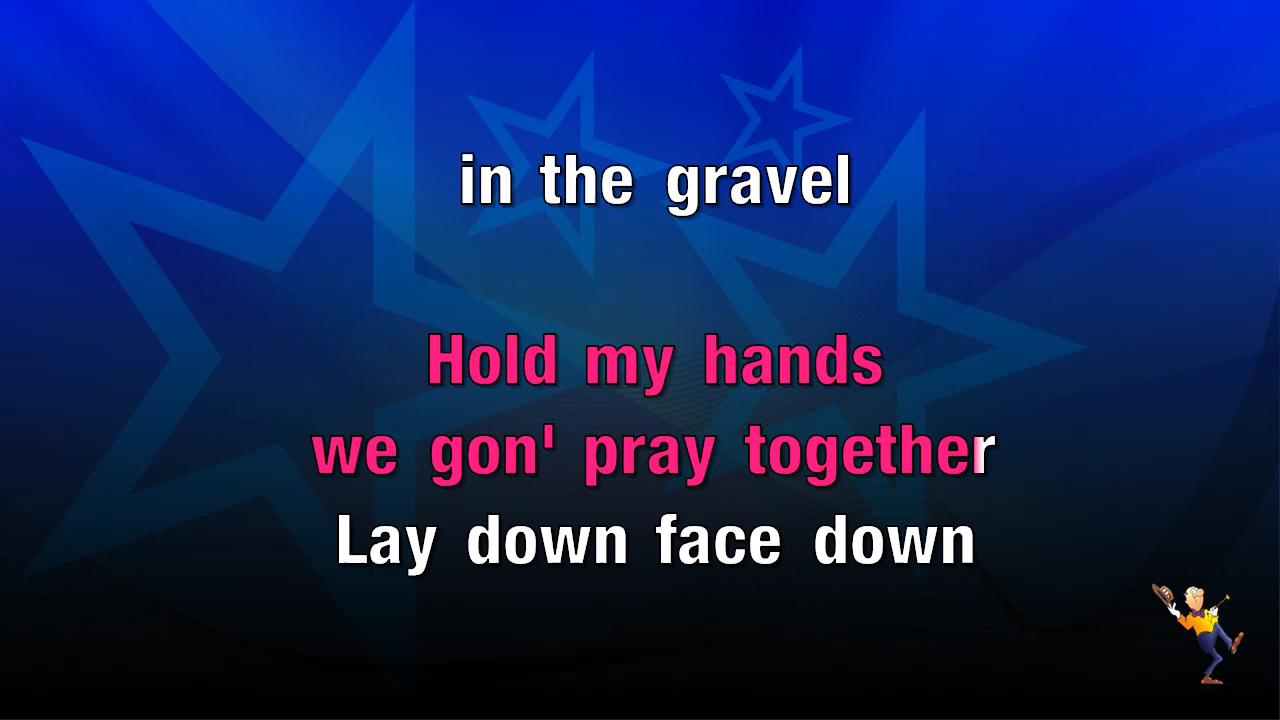 in the gravel
Hold my hands
we gon' pray together
Lay down face down